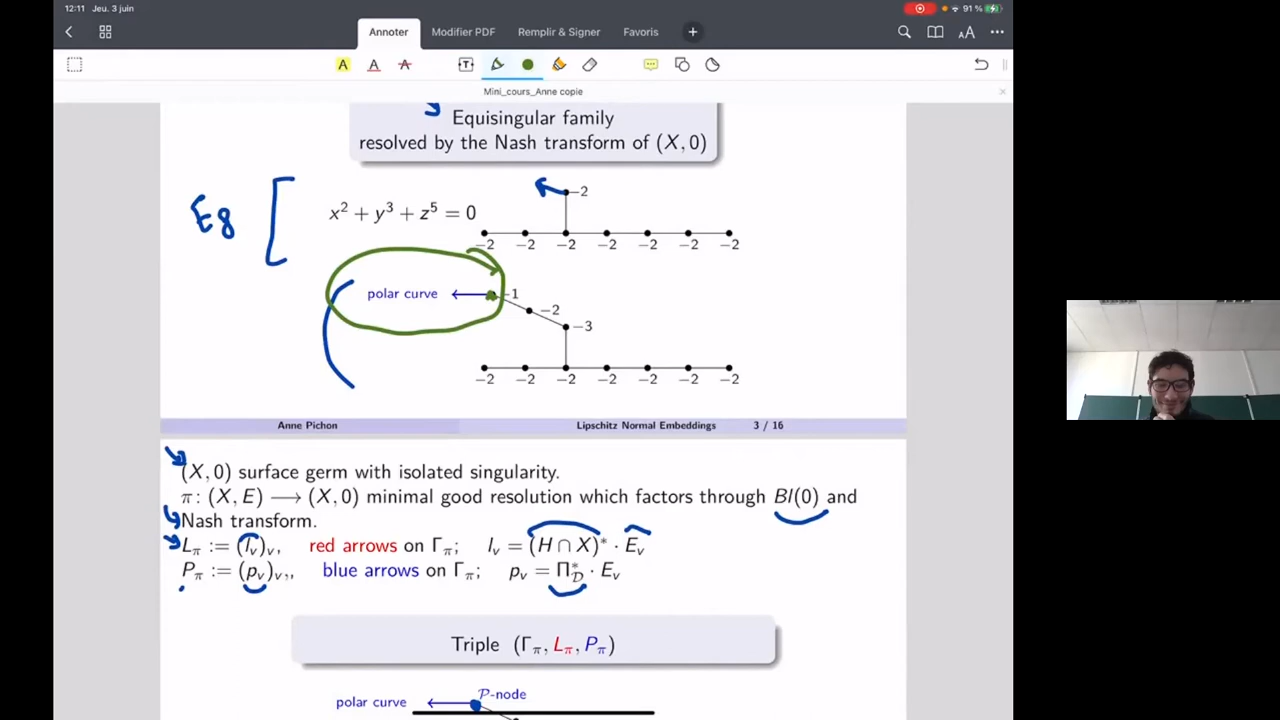 12:11 Jeu. 3 juin
91 %
Annoter Modifier PDF Remplir & Signer Favoris +
AA
A A A T
Mini_cours_Anne copie
Equisingular family
resolved by the Nash transform of (X, 0)
E8
x² + y³ + z⁵ = 0
−2
−2 −2 −2 −2 −2 −2 −2
polar curve
−1
−2
−3
−2 −2 −2 −2 −2 −2 −2
Anne Pichon Lipschitz Normal Embeddings 3 / 16
(X, 0) surface germ with isolated singularity.
π: (X, E) ⟶ (X, 0) minimal good resolution which factors through Bl(0) and
Nash transform.
L_π := (l_v)_v, red arrows on Γ_π; l_v = (H ∩ X)* · E_v
P_π := (p_v)_v,, blue arrows on Γ_π; p_v = Π*_𝒟 · E_v
Triple (Γ_π, L_π, P_π)
𝒫-node
polar curve